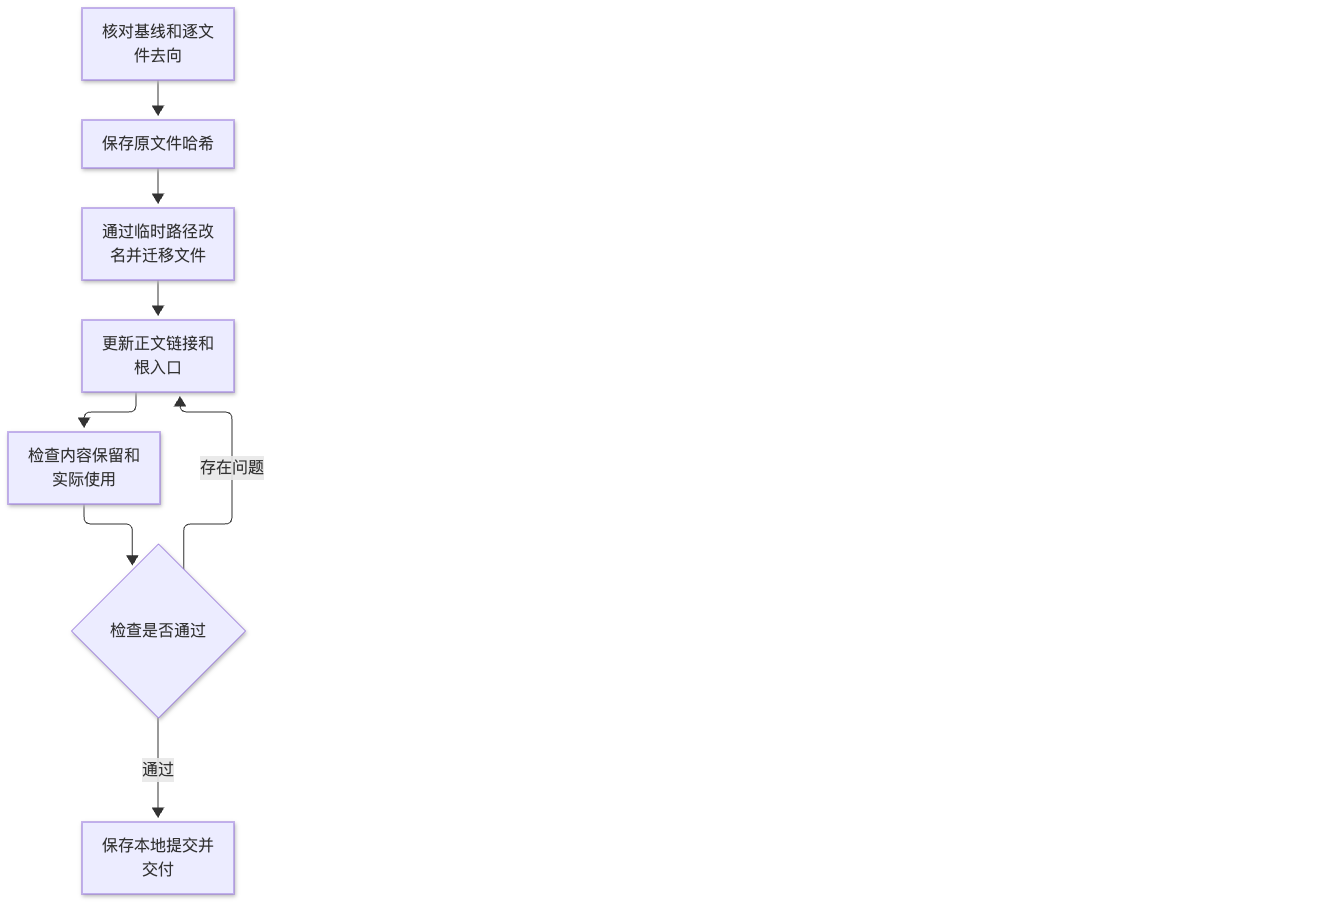 核对基线和逐文
件去向
保存原文件哈希
通过临时路径改
名并迁移文件
更新正文链接和
根入口
检查内容保留和
实际使用
存在问题
检查是否通过
通过
保存本地提交并
交付